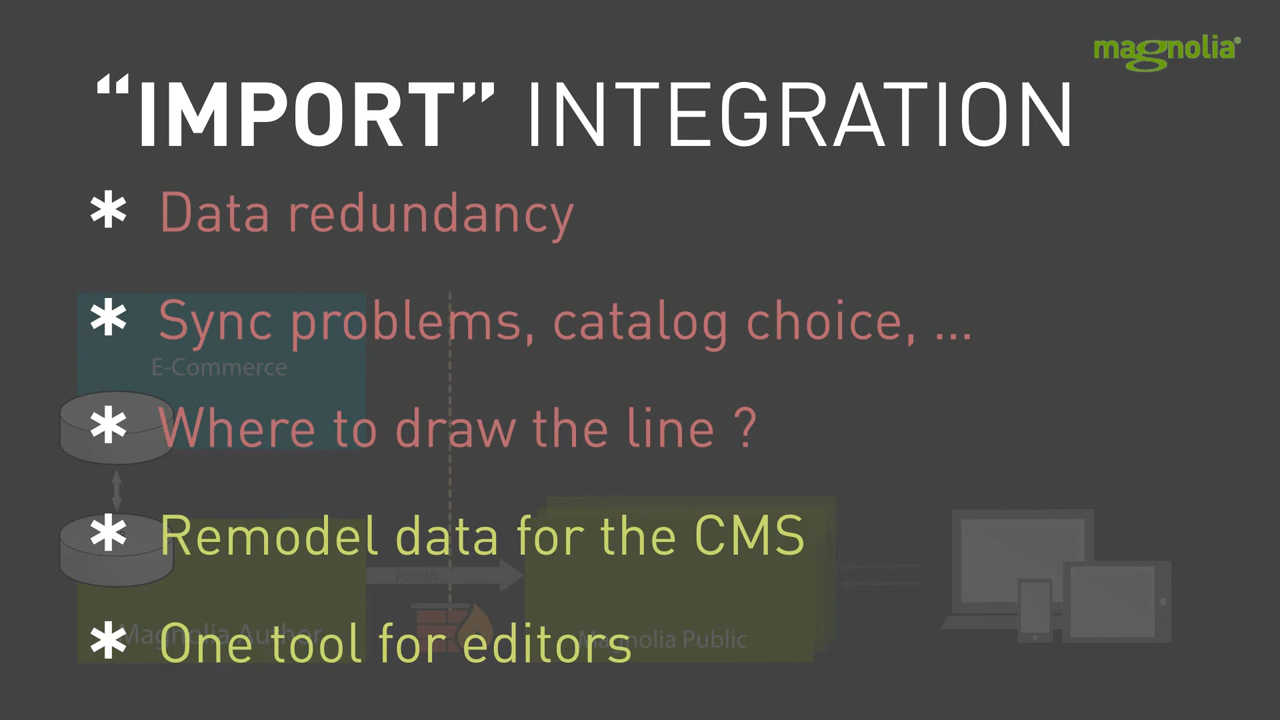 magnolia®
“IMPORT” INTEGRATION
* Data redundancy
* Sync problems, catalog choice, ...
E-Commerce
* Where to draw the line ?
* Remodel data for the CMS
Publish
Magnolia Author
Magnolia Public
* One tool for editors